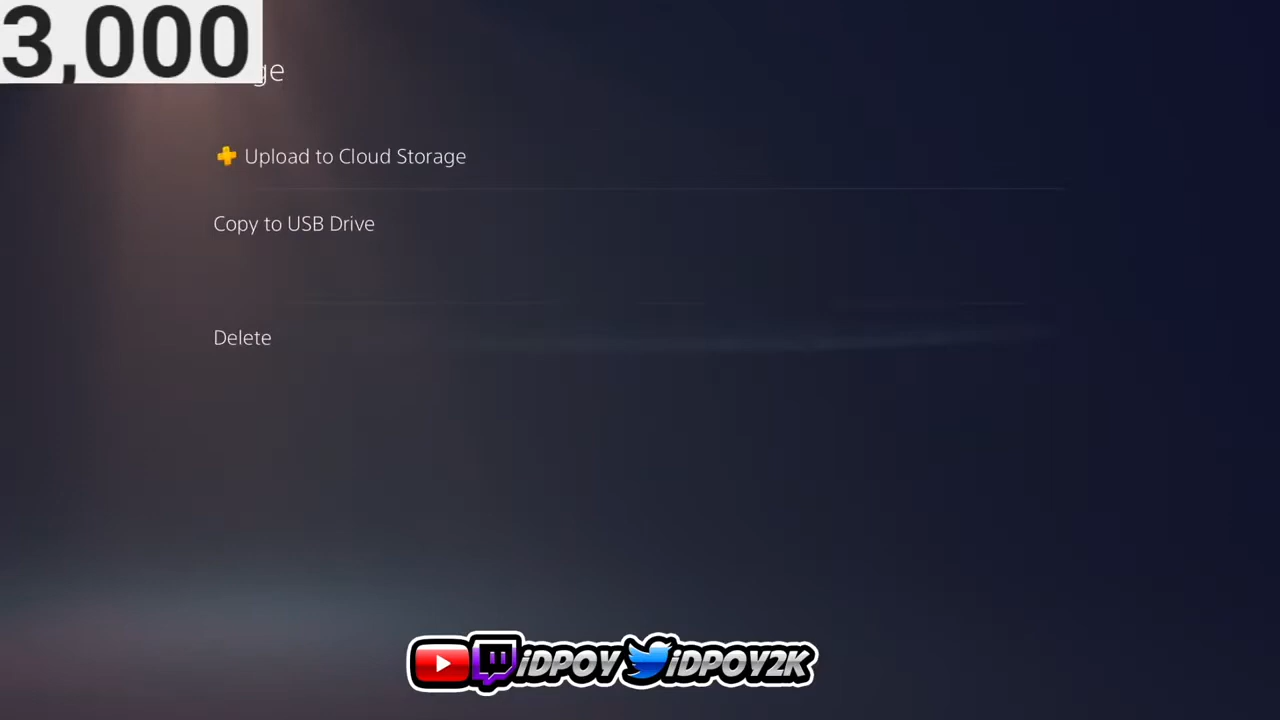 3,000
ge
Upload to Cloud Storage
Copy to USB Drive
Delete
iDPOY iDPOY2K